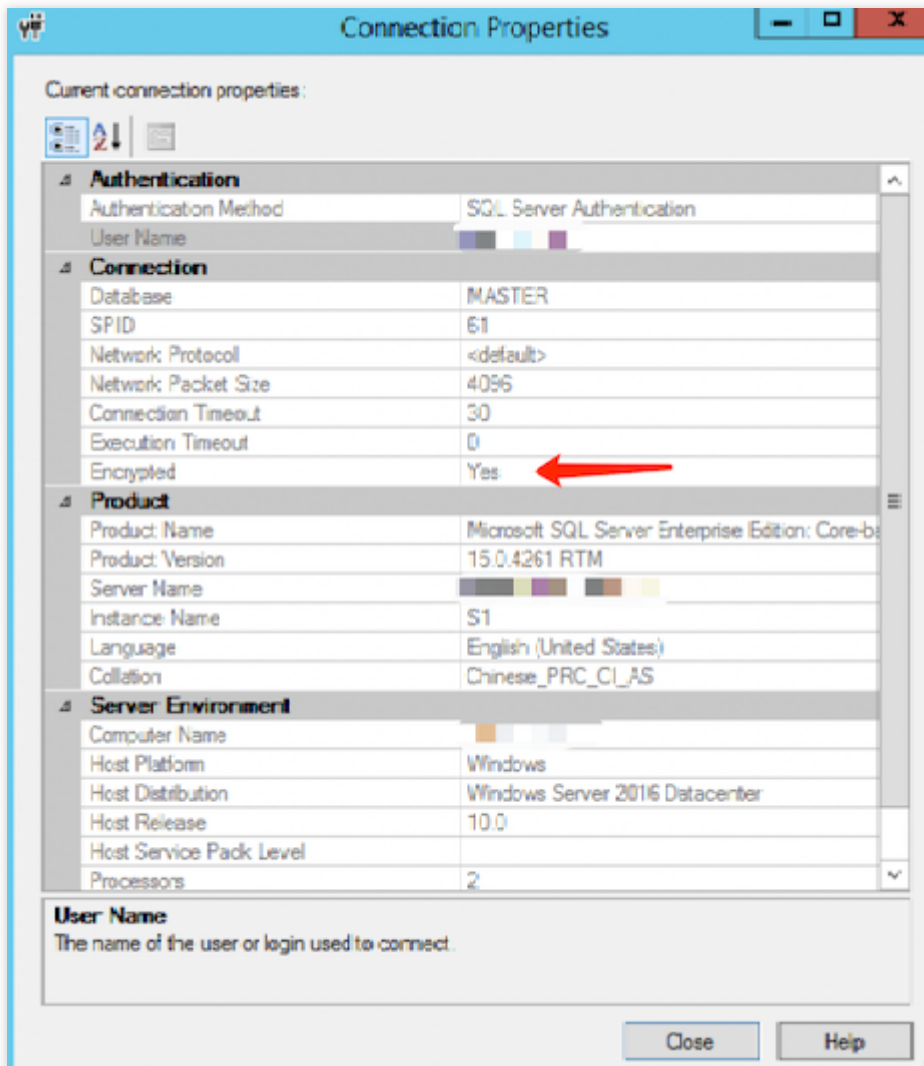 Connection Properties
Current connection properties:
Authentication
Authentication Method SQL Server Authentication
User Name
Connection
Database MASTER
SPID 61
Network Protocol <default>
Network Packet Size 4096
Connection Timeout 30
Execution Timeout 0
Encrypted Yes
Product
Product Name Microsoft SQL Server Enterprise Edition: Core-ba
Product Version 15.0.4261 RTM
Server Name
Instance Name S1
Language English (United States)
Collation Chinese_PRC_CI_AS
Server Environment
Computer Name
Host Platform Windows
Host Distribution Windows Server 2016 Datacenter
Host Release 10.0
Host Service Pack Level
Processors 2
User Name
The name of the user or login used to connect.
Close Help